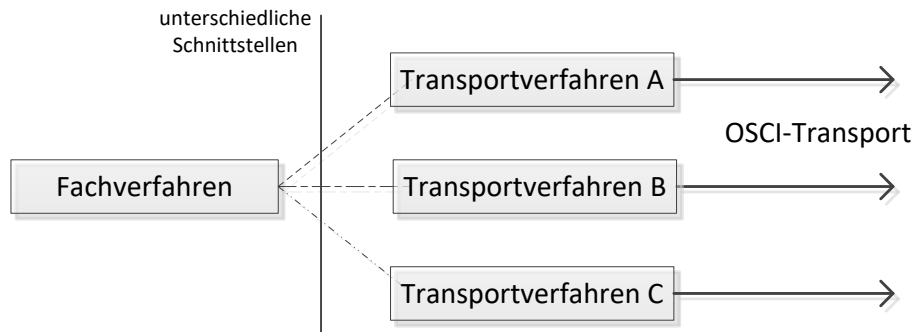 unterschiedliche
Schnittstellen
Transportverfahren A
OSCI-Transport
Fachverfahren
Transportverfahren B
Transportverfahren C